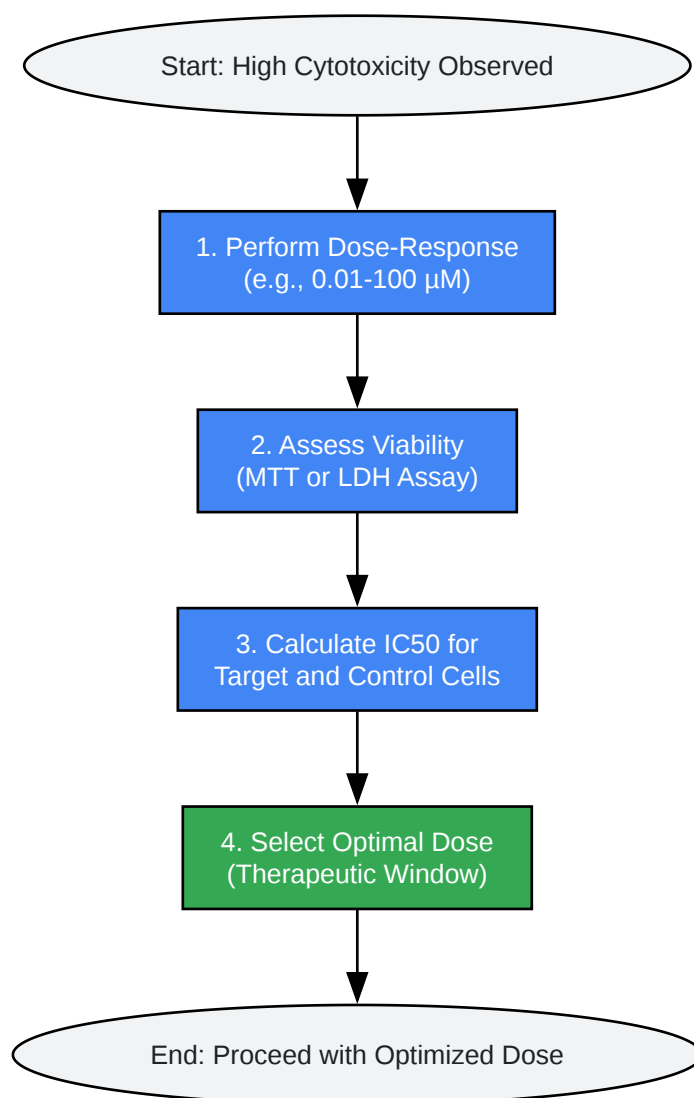 Start: High Cytotoxicity Observed
1. Perform Dose-Response
(e.g., 0.01-100 µM)
2. Assess Viability
(MTT or LDH Assay)
3. Calculate IC50 for
Target and Control Cells
4. Select Optimal Dose
(Therapeutic Window)
End: Proceed with Optimized Dose